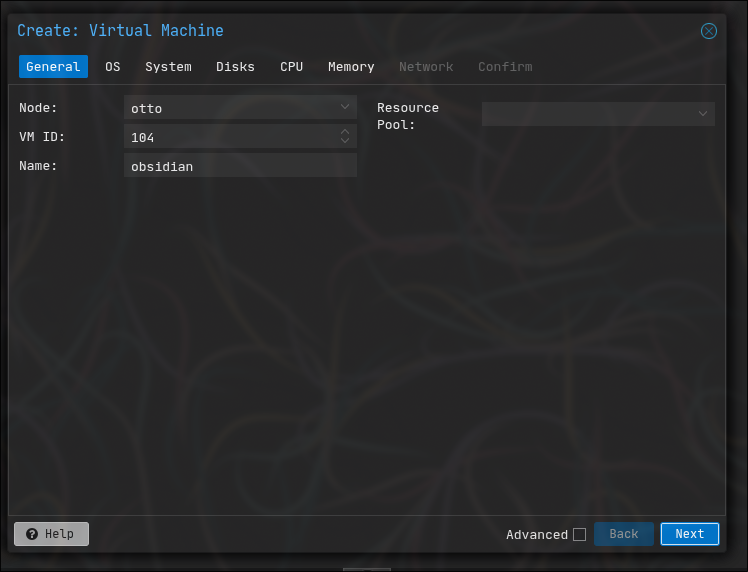 Create: Virtual Machine
General OS System Disks CPU Memory Network Confirm
Node: otto
VM ID: 104
Name: obsidian
Resource
Pool:
Help
Advanced Back Next